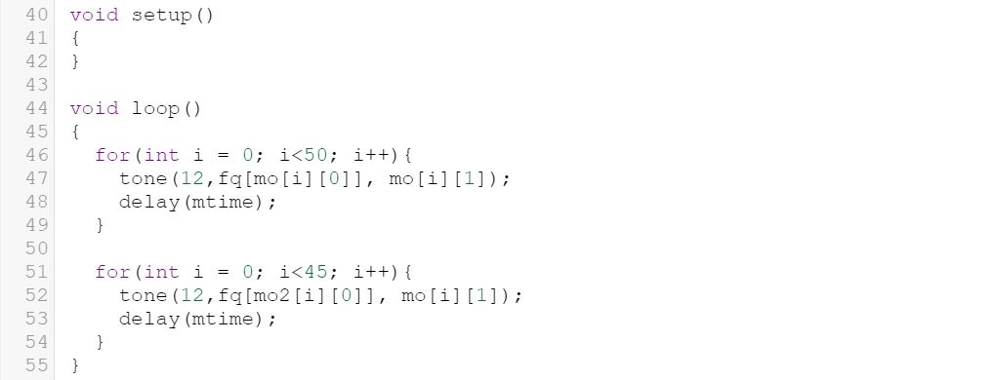 40 void setup()
41 {
42 }
43
44 void loop()
45 {
46   for(int i = 0; i<50; i++){
47     tone(12,fq[mo[i][0]], mo[i][1]);
48     delay(mtime);
49   }
50
51   for(int i = 0; i<45; i++){
52     tone(12,fq[mo2[i][0]], mo[i][1]);
53     delay(mtime);
54   }
55 }